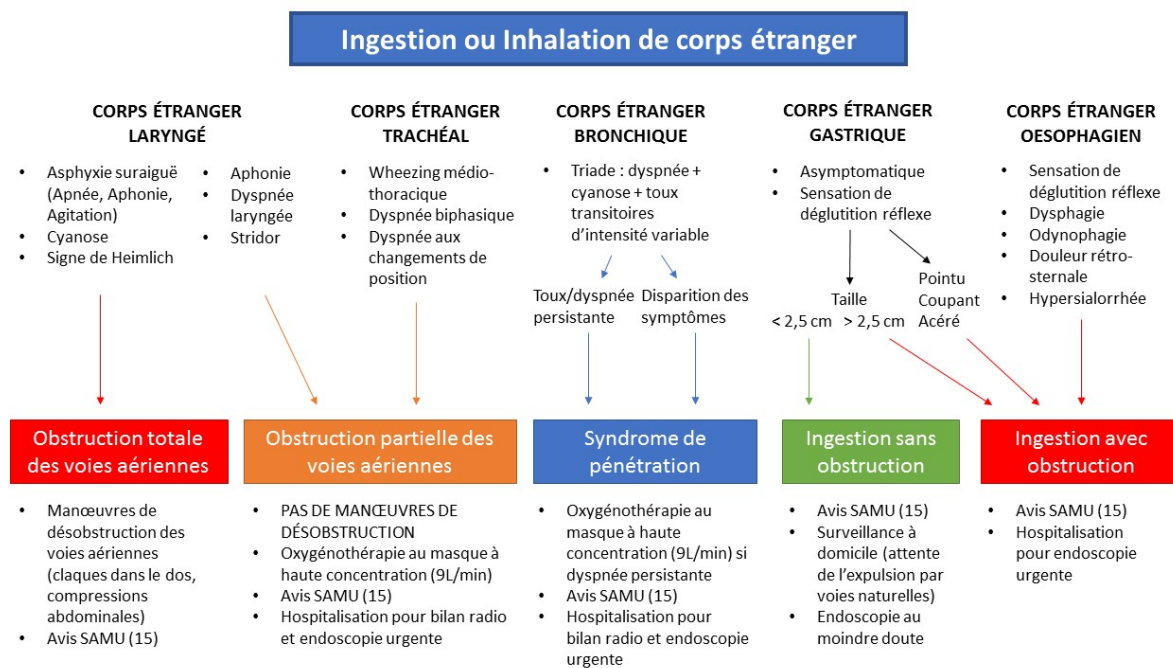 Ingestion ou Inhalation de corps étranger
CORPS ÉTRANGER
LARYNGÉ
• Asphyxie suraiguë
(Apnée, Aphonie,
Agitation)
• Cyanose
• Signe de Heimlich
• Aphonie
• Dyspnée
laryngée
• Stridor
CORPS ÉTRANGER
TRACHÉAL
• Wheezing médio-
thoracique
• Dyspnée biphasique
• Dyspnée aux
changements de
position
CORPS ÉTRANGER
BRONCHIQUE
• Triade : dyspnée +
cyanose + toux
transitoires
d’intensité variable
Toux/dyspnée
persistante
Disparition des
symptômes
CORPS ÉTRANGER
GASTRIQUE
• Asymptomatique
• Sensation de
déglutition réflexe
Taille
< 2,5 cm > 2,5 cm
Pointu
Coupant
Acéré
CORPS ÉTRANGER
OESOPHAGIEN
• Sensation de
déglutition réflexe
• Dysphagie
• Odynophagie
• Douleur rétro-
sternale
• Hypersialorrhée
Obstruction totale
des voies aériennes
• Manœuvres de
désobstruction des
voies aériennes
(claques dans le dos,
compressions
abdominales)
• Avis SAMU (15)
Obstruction partielle des
voies aériennes
• PAS DE MANŒUVRES DE
DÉSOBSTRUCTION
• Oxygénothérapie au masque à
haute concentration (9L/min)
• Avis SAMU (15)
• Hospitalisation pour bilan radio
et endoscopie urgente
Syndrome de
pénétration
• Oxygénothérapie au
masque à haute
concentration (9L/min) si
dyspnée persistante
• Avis SAMU (15)
• Hospitalisation pour
bilan radio et endoscopie
urgente
Ingestion sans
obstruction
• Avis SAMU (15)
• Surveillance à
domicile (attente
de l’expulsion par
voies naturelles)
• Endoscopie au
moindre doute
Ingestion avec
obstruction
• Avis SAMU (15)
• Hospitalisation
pour endoscopie
urgente